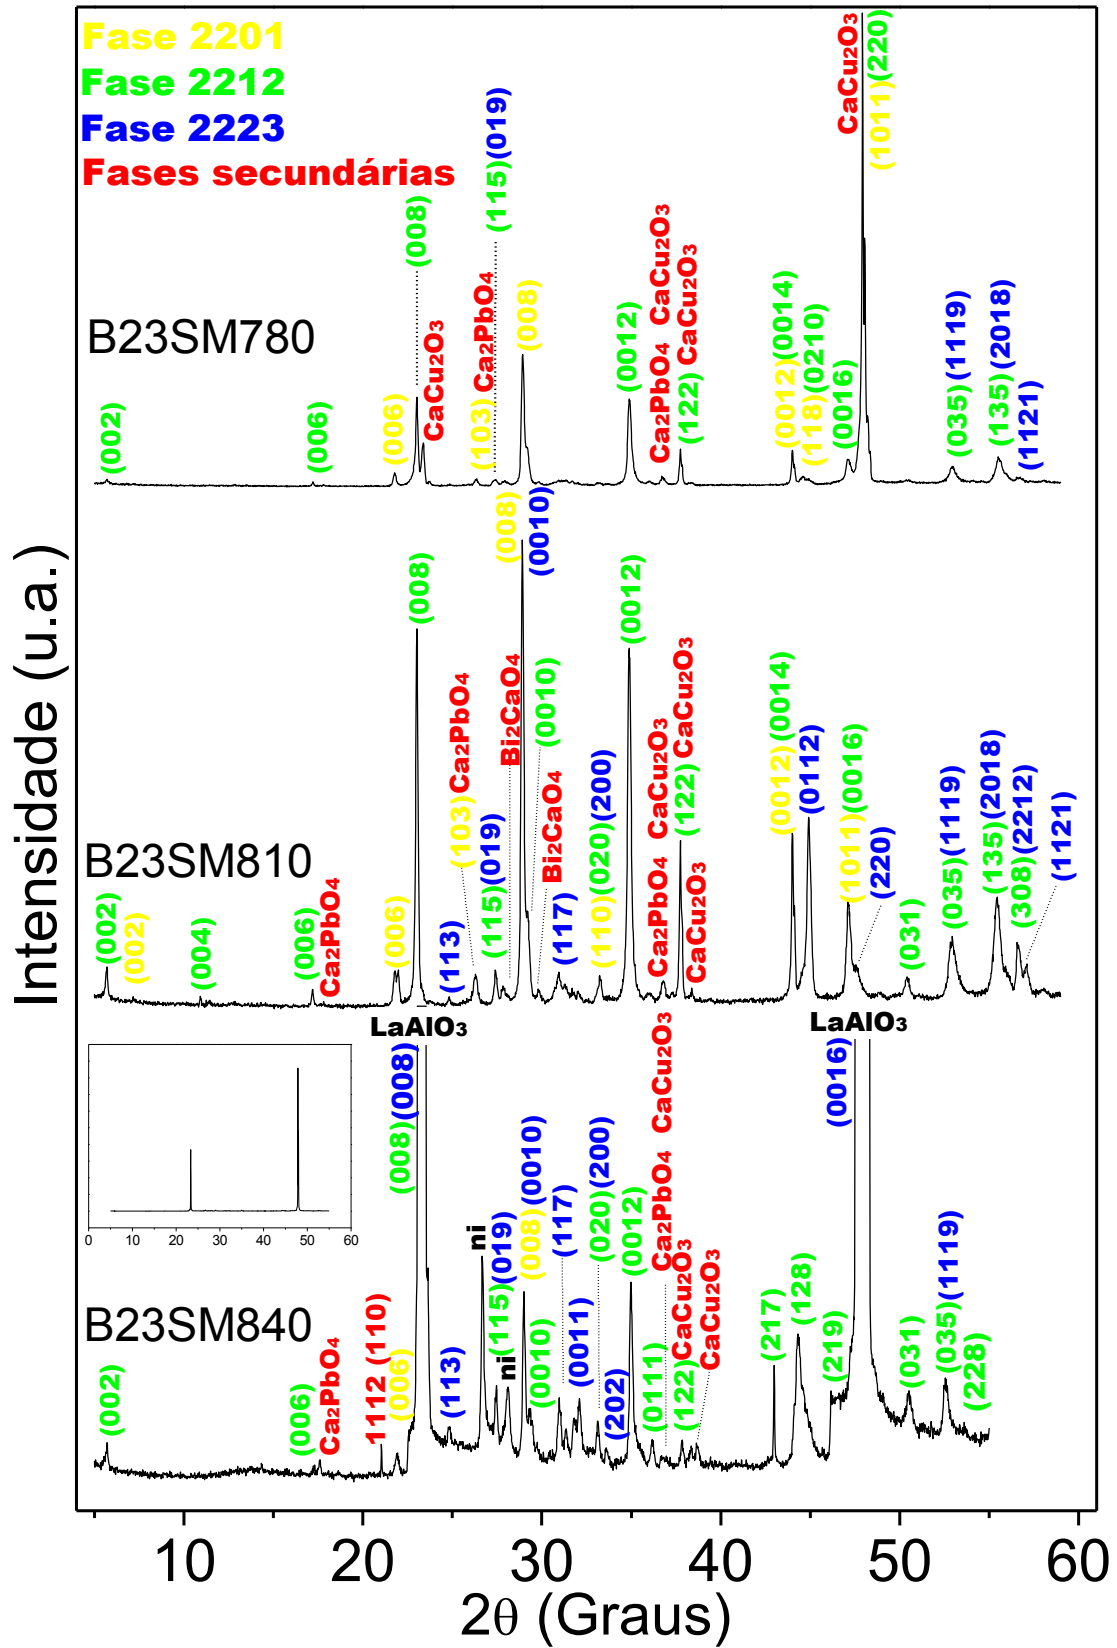 Fase 2201
Fase 2212
Fase 2223
Fases secundárias
B23SM780
(002)
(006)
(006)
(008)
CaCu2O3
(103) Ca2PbO4
(115)(019)
(008)
(0012)
Ca2PbO4 CaCu2O3
(122) CaCu2O3
(0012)(0014)
(118)(0210)
(0016)
CaCu2O3
(1011)(220)
(035)(1119)
(135)(2018)
(1121)
B23SM810
(002)
(002)
(004)
(006)
Ca2PbO4
(006)
(008)
(113)
(103) Ca2PbO4
(115)(019)
Bi2CaO4
(008)
(0010)
(0010)
Bi2CaO4
(117)
(110)(020)(200)
(0012)
Ca2PbO4 CaCu2O3
(122) CaCu2O3
CaCu2O3
(0012)(0014)
(0112)
(1011)(0016)
(220)
(031)
(035)(1119)
(135)(2018)
(308)(2212)
(1121)
B23SM840
0 10 20 30 40 50 60
(002)
(006)
Ca2PbO4
1112 (110)
(006)
(008)(008)
LaAlO3
(113)
ni
(115)(019)
ni
(008)(0010)
(0010)
(117)
(0011)
(020)(200)
(202)
(0012)
(0111)
Ca2PbO4 CaCu2O3
(122) CaCu2O3
CaCu2O3
(217)
(128)
(219)
(0016)
LaAlO3
(031)
(035)(1119)
(228)
10 20 30 40 50 60
2θ (Graus)
Intensidade (u.a.)